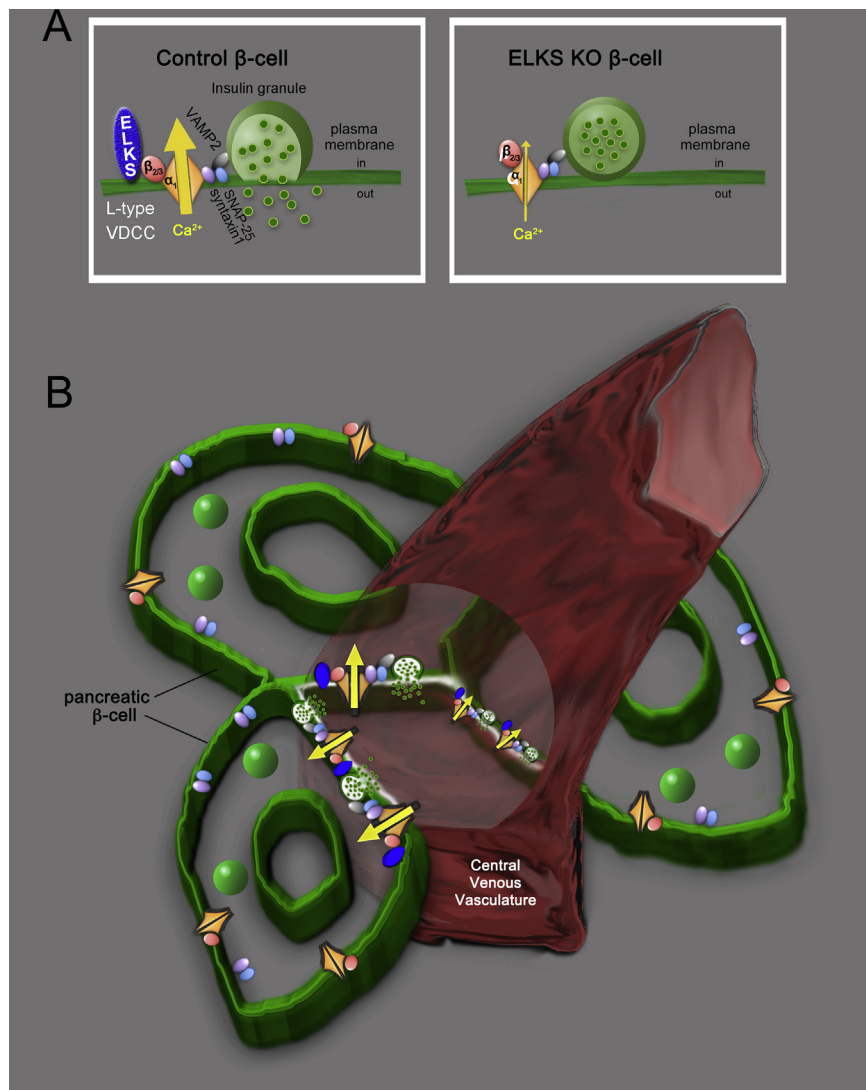 A
Control β-cell
Insulin granule
VAMP2
ELKS
β2/3
α1
plasma
membrane
in
out
SNAP-25
syntaxin1
L-type
VDCC
Ca²⁺
ELKS KO β-cell
β2/3
α1
plasma
membrane
in
out
Ca²⁺
B
pancreatic
β-cell
Central
Venous
Vasculature